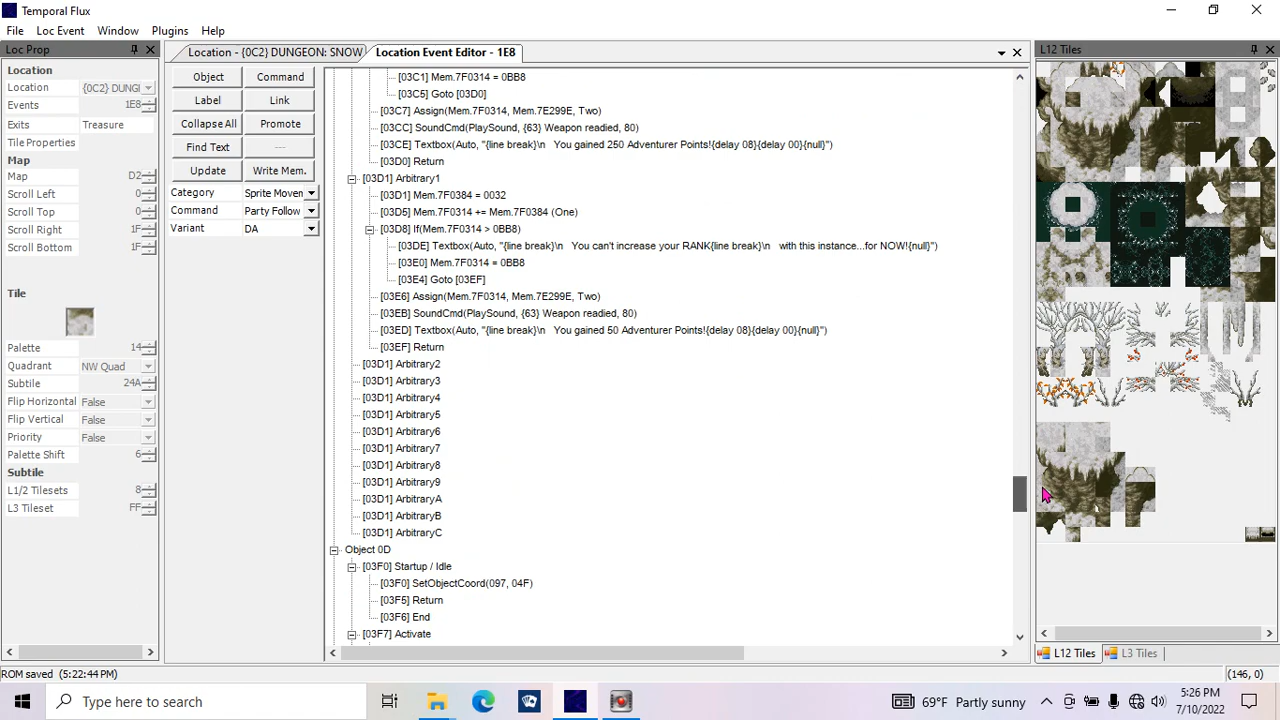 Temporal Flux
File Loc Event Window Plugins Help
Loc Prop
Location - {0C2} DUNGEON: SNOW
Location Event Editor - 1E8
L12 Tiles
Location
Location {0C2} DUNGI
Events 1E8
Exits Treasure
Tile Properties
Map
Map D2
Scroll Left 0
Scroll Top 0
Scroll Right 1F
Scroll Bottom 1F
Tile
Palette 14
Quadrant NW Quad
Subtile 24A
Flip Horizontal False
Flip Vertical False
Priority False
Palette Shift 6
Subtile
L1/2 Tilesets 8
L3 Tileset FF
Object Command
Label Link
Collapse All Promote
Find Text ---
Update Write Mem.
Category Sprite Moven
Command Party Follow
Variant DA
[03C1] Mem.7F0314 = 0BB8
[03C5] Goto [03D0]
[03C7] Assign(Mem.7F0314, Mem.7E299E, Two)
[03CC] SoundCmd(PlaySound, {63} Weapon readied, 80)
[03CE] Textbox(Auto, "{line break}\n   You gained 250 Adventurer Points!{delay 08}{delay 00}{null}")
[03D0] Return
[03D1] Arbitrary1
[03D1] Mem.7F0384 = 0032
[03D5] Mem.7F0314 += Mem.7F0384 (One)
[03D8] If(Mem.7F0314 > 0BB8)
[03DE] Textbox(Auto, "{line break}\n   You can't increase your RANK{line break}\n   with this instance...for NOW!{null}")
[03E0] Mem.7F0314 = 0BB8
[03E4] Goto [03EF]
[03E6] Assign(Mem.7F0314, Mem.7E299E, Two)
[03EB] SoundCmd(PlaySound, {63} Weapon readied, 80)
[03ED] Textbox(Auto, "{line break}\n   You gained 50 Adventurer Points!{delay 08}{delay 00}{null}")
[03EF] Return
[03D1] Arbitrary2
[03D1] Arbitrary3
[03D1] Arbitrary4
[03D1] Arbitrary5
[03D1] Arbitrary6
[03D1] Arbitrary7
[03D1] Arbitrary8
[03D1] Arbitrary9
[03D1] ArbitraryA
[03D1] ArbitraryB
[03D1] ArbitraryC
Object 0D
[03F0] Startup / Idle
[03F0] SetObjectCoord(097, 04F)
[03F5] Return
[03F6] End
[03F7] Activate
L12 Tiles L3 Tiles
ROM saved (5:22:44 PM)
(146, 0)
Type here to search
69°F Partly sunny
5:26 PM
7/10/2022